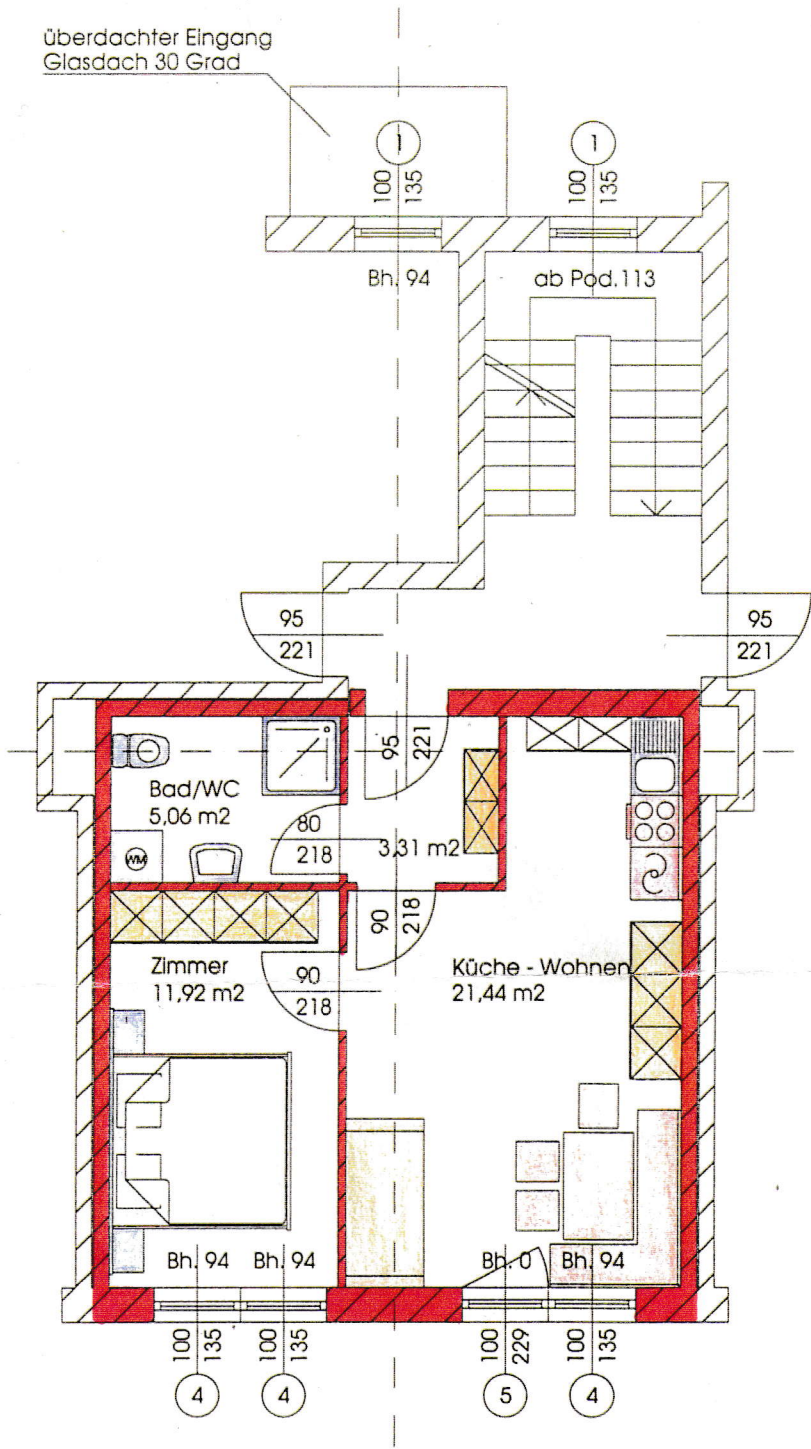 überdachter Eingang
Glasdach 30 Grad
1
1
100
135
100
135
Bh. 94
ab Pod.113
95
221
95
221
95
221
Bad/WC
5,06 m2
80
218
3,31 m2
WM
90
218
Zimmer
11,92 m2
90
218
Küche - Wohnen
21,44 m2
Bh. 94
Bh. 94
Bh. 0
Bh. 94
100
135
100
135
100
229
100
135
4
4
5
4